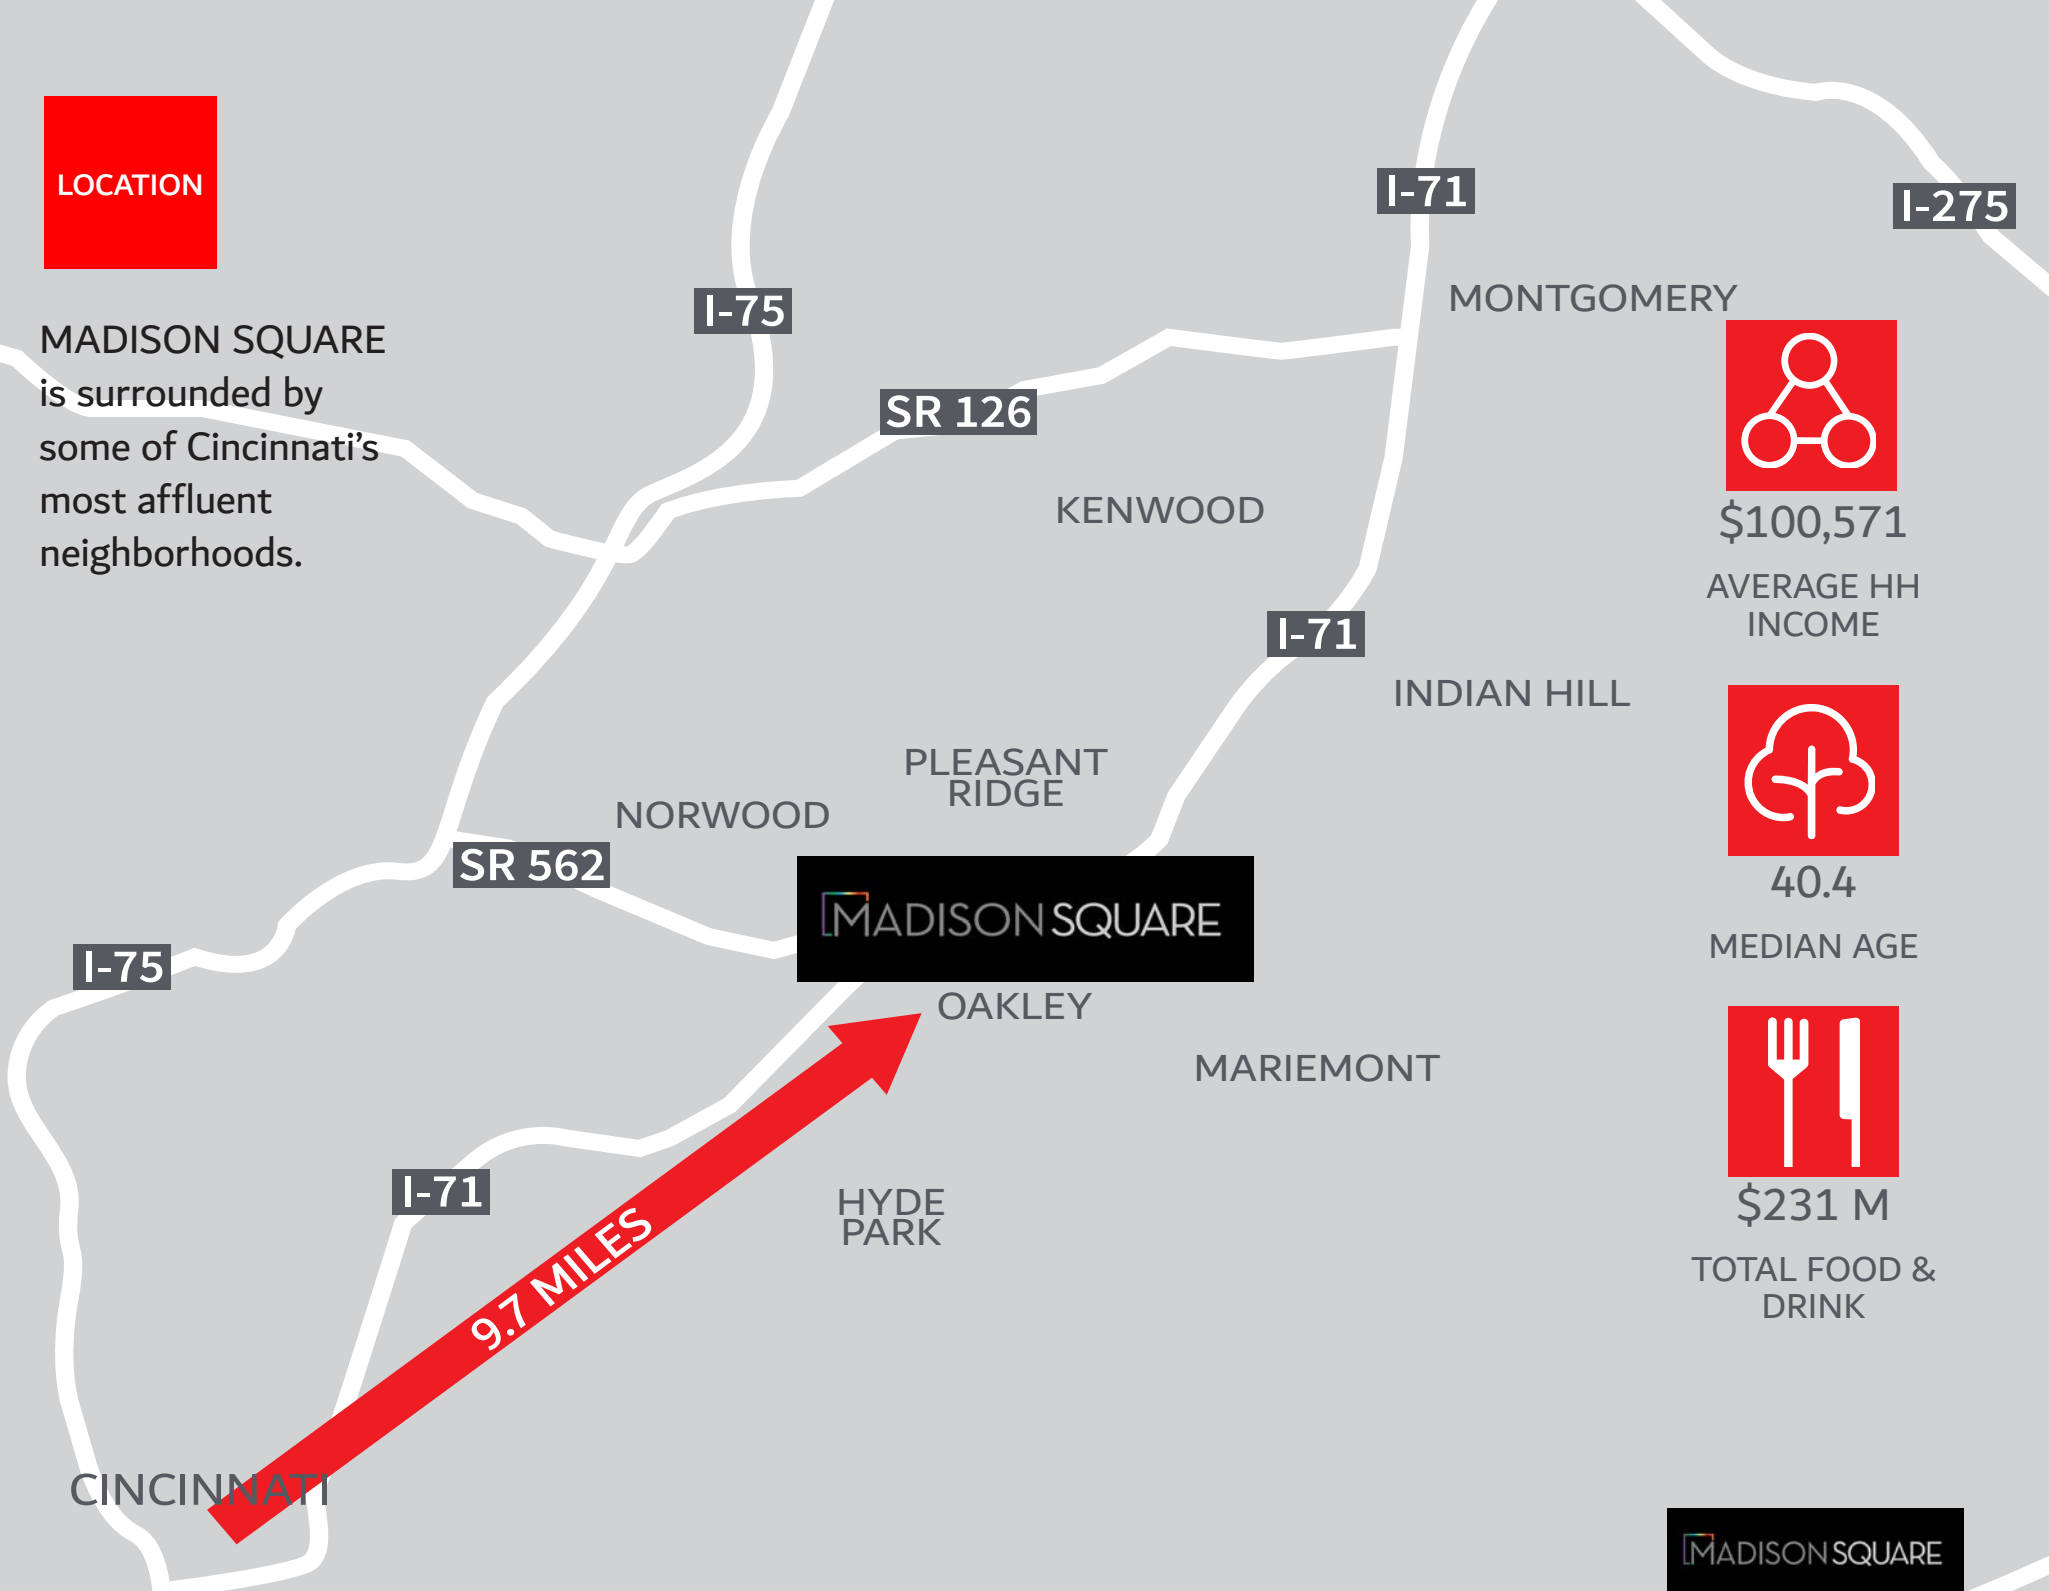 LOCATION
MADISON SQUARE
is surrounded by
some of Cincinnati's
most affluent
neighborhoods.
I-71
I-275
MONTGOMERY
I-75
SR 126
KENWOOD
$100,571
AVERAGE HH
INCOME
I-71
INDIAN HILL
PLEASANT
RIDGE
NORWOOD
SR 562
MADISON SQUARE
40.4
MEDIAN AGE
I-75
OAKLEY
MARIEMONT
I-71
HYDE
PARK
9.7 MILES
$231 M
TOTAL FOOD &
DRINK
CINCINNATI
MADISON SQUARE